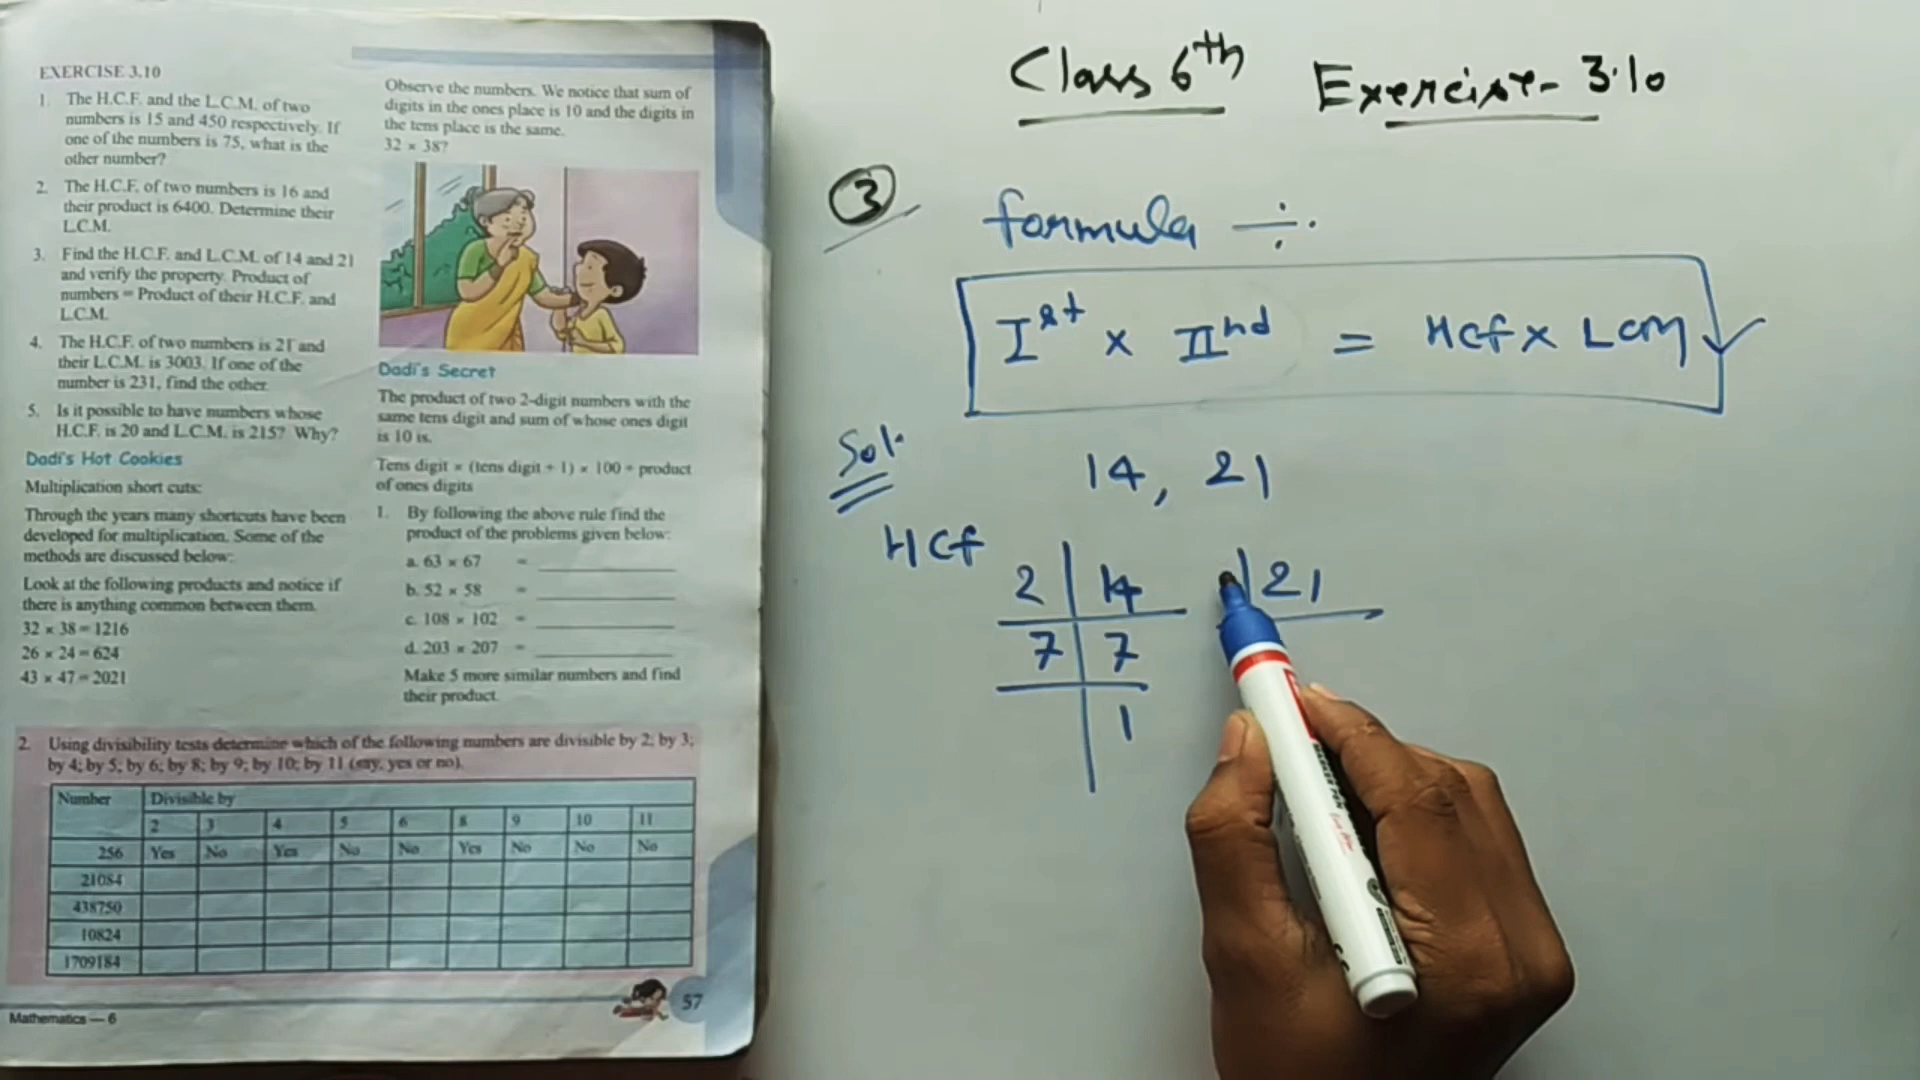 EXERCISE 3.10
1. The H.C.F. and the L.C.M. of two
numbers is 15 and 450 respectively. If
one of the numbers is 75, what is the
other number?
2. The H.C.F. of two numbers is 16 and
their product is 6400. Determine their
L.C.M.
3. Find the H.C.F. and L.C.M. of 14 and 21
and verify the property. Product of
numbers = Product of their H.C.F. and
L.C.M.
4. The H.C.F. of two numbers is 21 and
their L.C.M. is 3003. If one of the
number is 231, find the other.
5. Is it possible to have numbers whose
H.C.F. is 20 and L.C.M. is 215? Why?
Dadi's Hot Cookies
Multiplication short cuts:
Through the years many shortcuts have been
developed for multiplication. Some of the
methods are discussed below:
Look at the following products and notice if
there is anything common between them.
32 × 38 = 1216
26 × 24 = 624
43 × 47 = 2021
Observe the numbers. We notice that sum of
digits in the ones place is 10 and the digits in
the tens place is the same.
32 × 38?
Dadi's Secret
The product of two 2-digit numbers with the
same tens digit and sum of whose ones digit
is 10 is.
Tens digit × (tens digit + 1) × 100 + product
of ones digits
1. By following the above rule find the
product of the problems given below:
a. 63 × 67 =
b. 52 × 58 =
c. 108 × 102 =
d. 203 × 207 =
Make 5 more similar numbers and find
their product.
2. Using divisibility tests determine which of the following numbers are divisible by 2; by 3;
by 4; by 5; by 6; by 8; by 9; by 10; by 11 (say, yes or no).
Number Divisible by
2 3 4 5 6 8 9 10 11
256 Yes No Yes No No Yes No No No
21084
438750
10824
1709184
57
Mathematics — 6
Class 6th Exercise - 3.10
3 formula ÷
Ist × IInd = HCf × LCM
Sol.
14, 21
HCf
2 14 21
7 7
1